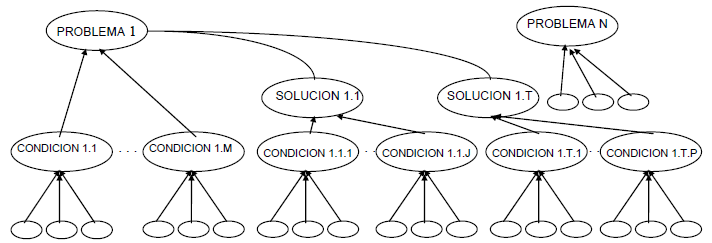 PROBLEMA 1
PROBLEMA N
SOLUCION 1.1
SOLUCION 1.T
CONDICION 1.1
. . .
CONDICION 1.M
CONDICION 1.1.1
. . .
CONDICION 1.1.J
CONDICION 1.T.1
. . .
CONDICION 1.T.P